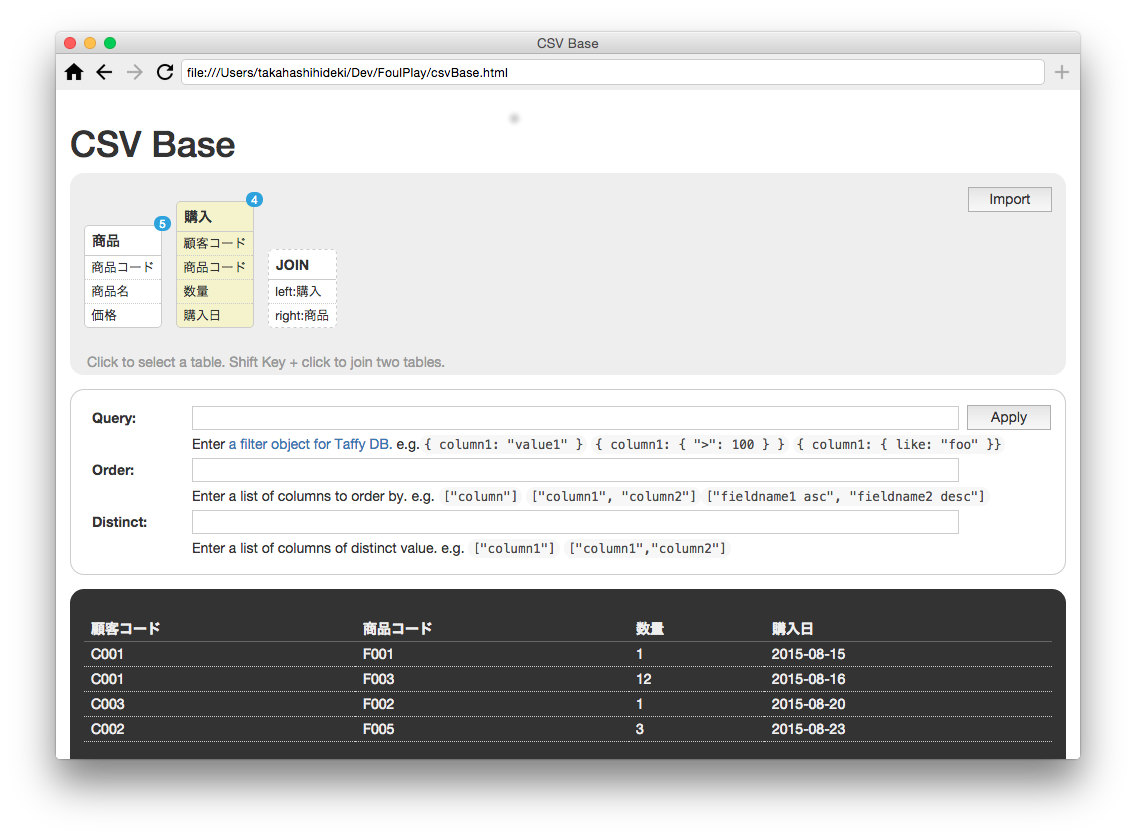 CSV Base
file:///Users/takahashihideki/Dev/FoulPlay/csvBase.html
CSV Base
Import
5
商品
商品コード
商品名
価格
4
購入
顧客コード
商品コード
数量
購入日
JOIN
left:購入
right:商品
Click to select a table. Shift Key + click to join two tables.
Query:
Apply
Enter a filter object for Taffy DB. e.g. { column1: "value1" } { column1: { ">": 100 } } { column1: { like: "foo" }}
Order:
Enter a list of columns to order by. e.g. ["column"] ["column1", "column2"] ["fieldname1 asc", "fieldname2 desc"]
Distinct:
Enter a list of columns of distinct value. e.g. ["column1"] ["column1","column2"]
顧客コード 商品コード 数量 購入日
C001 F001 1 2015-08-15
C001 F003 12 2015-08-16
C003 F002 1 2015-08-20
C002 F005 3 2015-08-23